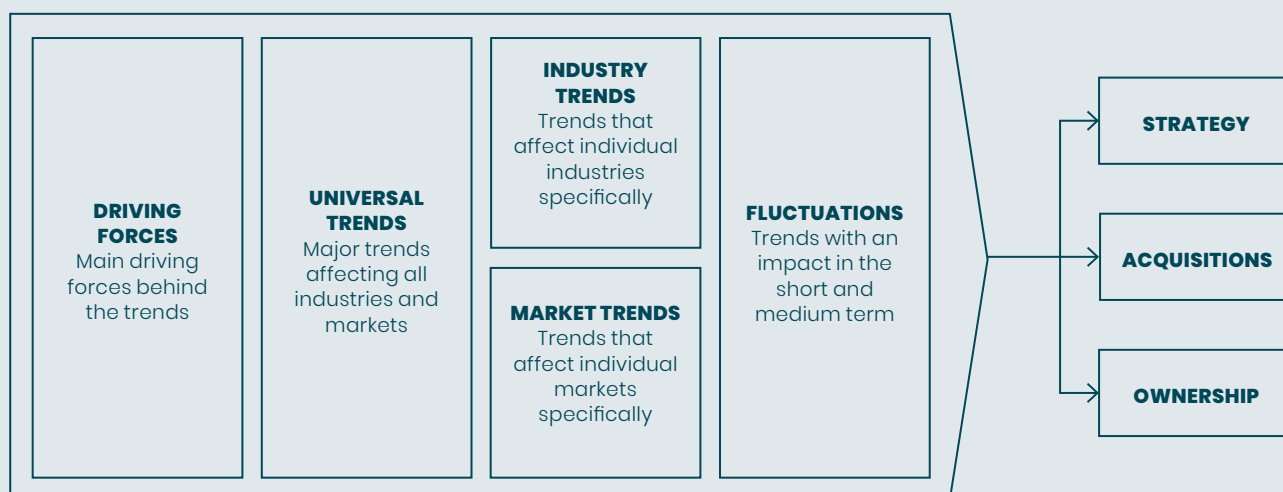 DRIVING
FORCES
Main driving
forces behind
the trends
UNIVERSAL
TRENDS
Major trends
affecting all
industries and
markets
INDUSTRY
TRENDS
Trends that
affect individual
industries
specifically
MARKET TRENDS
Trends that
affect individual
markets
specifically
FLUCTUATIONS
Trends with an
impact in the
short and
medium term
STRATEGY
ACQUISITIONS
OWNERSHIP